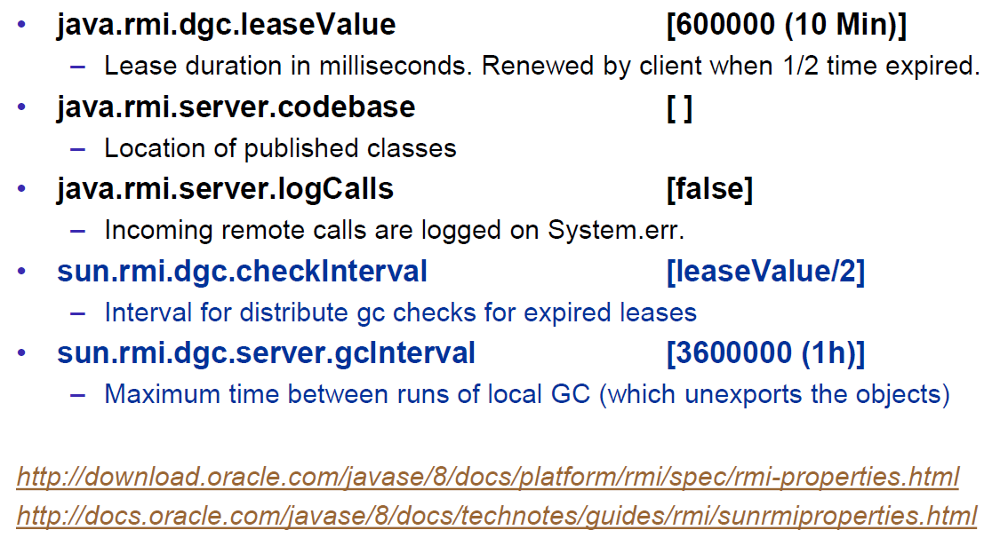 • java.rmi.dgc.leaseValue [600000 (10 Min)]
– Lease duration in milliseconds. Renewed by client when 1/2 time expired.
• java.rmi.server.codebase [ ]
– Location of published classes
• java.rmi.server.logCalls [false]
– Incoming remote calls are logged on System.err.
• sun.rmi.dgc.checkInterval [leaseValue/2]
– Interval for distribute gc checks for expired leases
• sun.rmi.dgc.server.gcInterval [3600000 (1h)]
– Maximum time between runs of local GC (which unexports the objects)
http://download.oracle.com/javase/8/docs/platform/rmi/spec/rmi-properties.html
http://docs.oracle.com/javase/8/docs/technotes/guides/rmi/sunrmiproperties.html